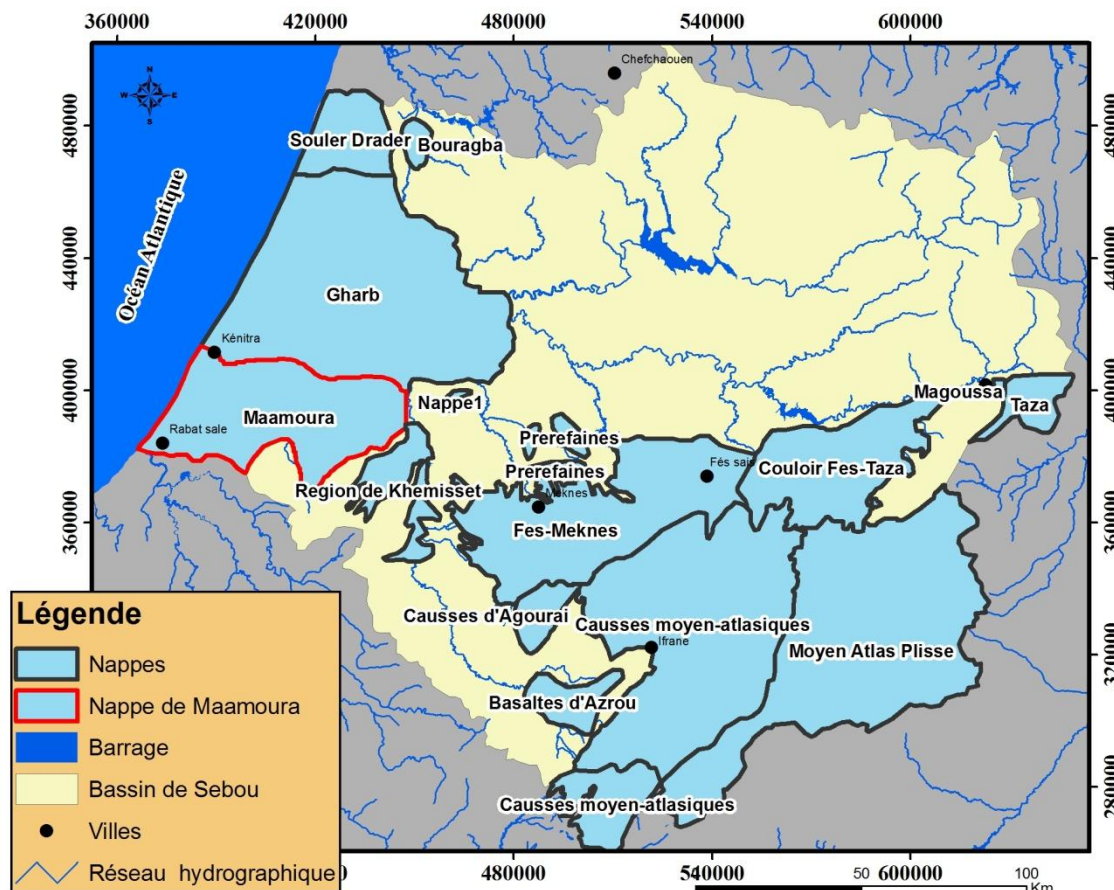 360000
420000
480000
540000
600000
480000
440000
400000
360000
480000
440000
400000
360000
320000
280000
N
W
E
S
Chefchaouen
Souler Drader
Bouragba
Océan Atlantique
Gharb
Kénitra
Maamoura
Rabat sale
Nappe1
Magoussa
Taza
Prerefaines
Prerefaines
Couloir Fes-Taza
Fés sais
Region de Khemisset
Meknes
Fes-Meknes
Causses d'Agourai
Causses moyen-atlasiques
Ifrane
Moyen Atlas Plisse
Basaltes d'Azrou
Causses moyen-atlasiques
Légende
Nappes
Nappe de Maamoura
Barrage
Bassin de Sebou
Villes
Réseau hydrographique
0
480000
540000
600000
50
100
Km